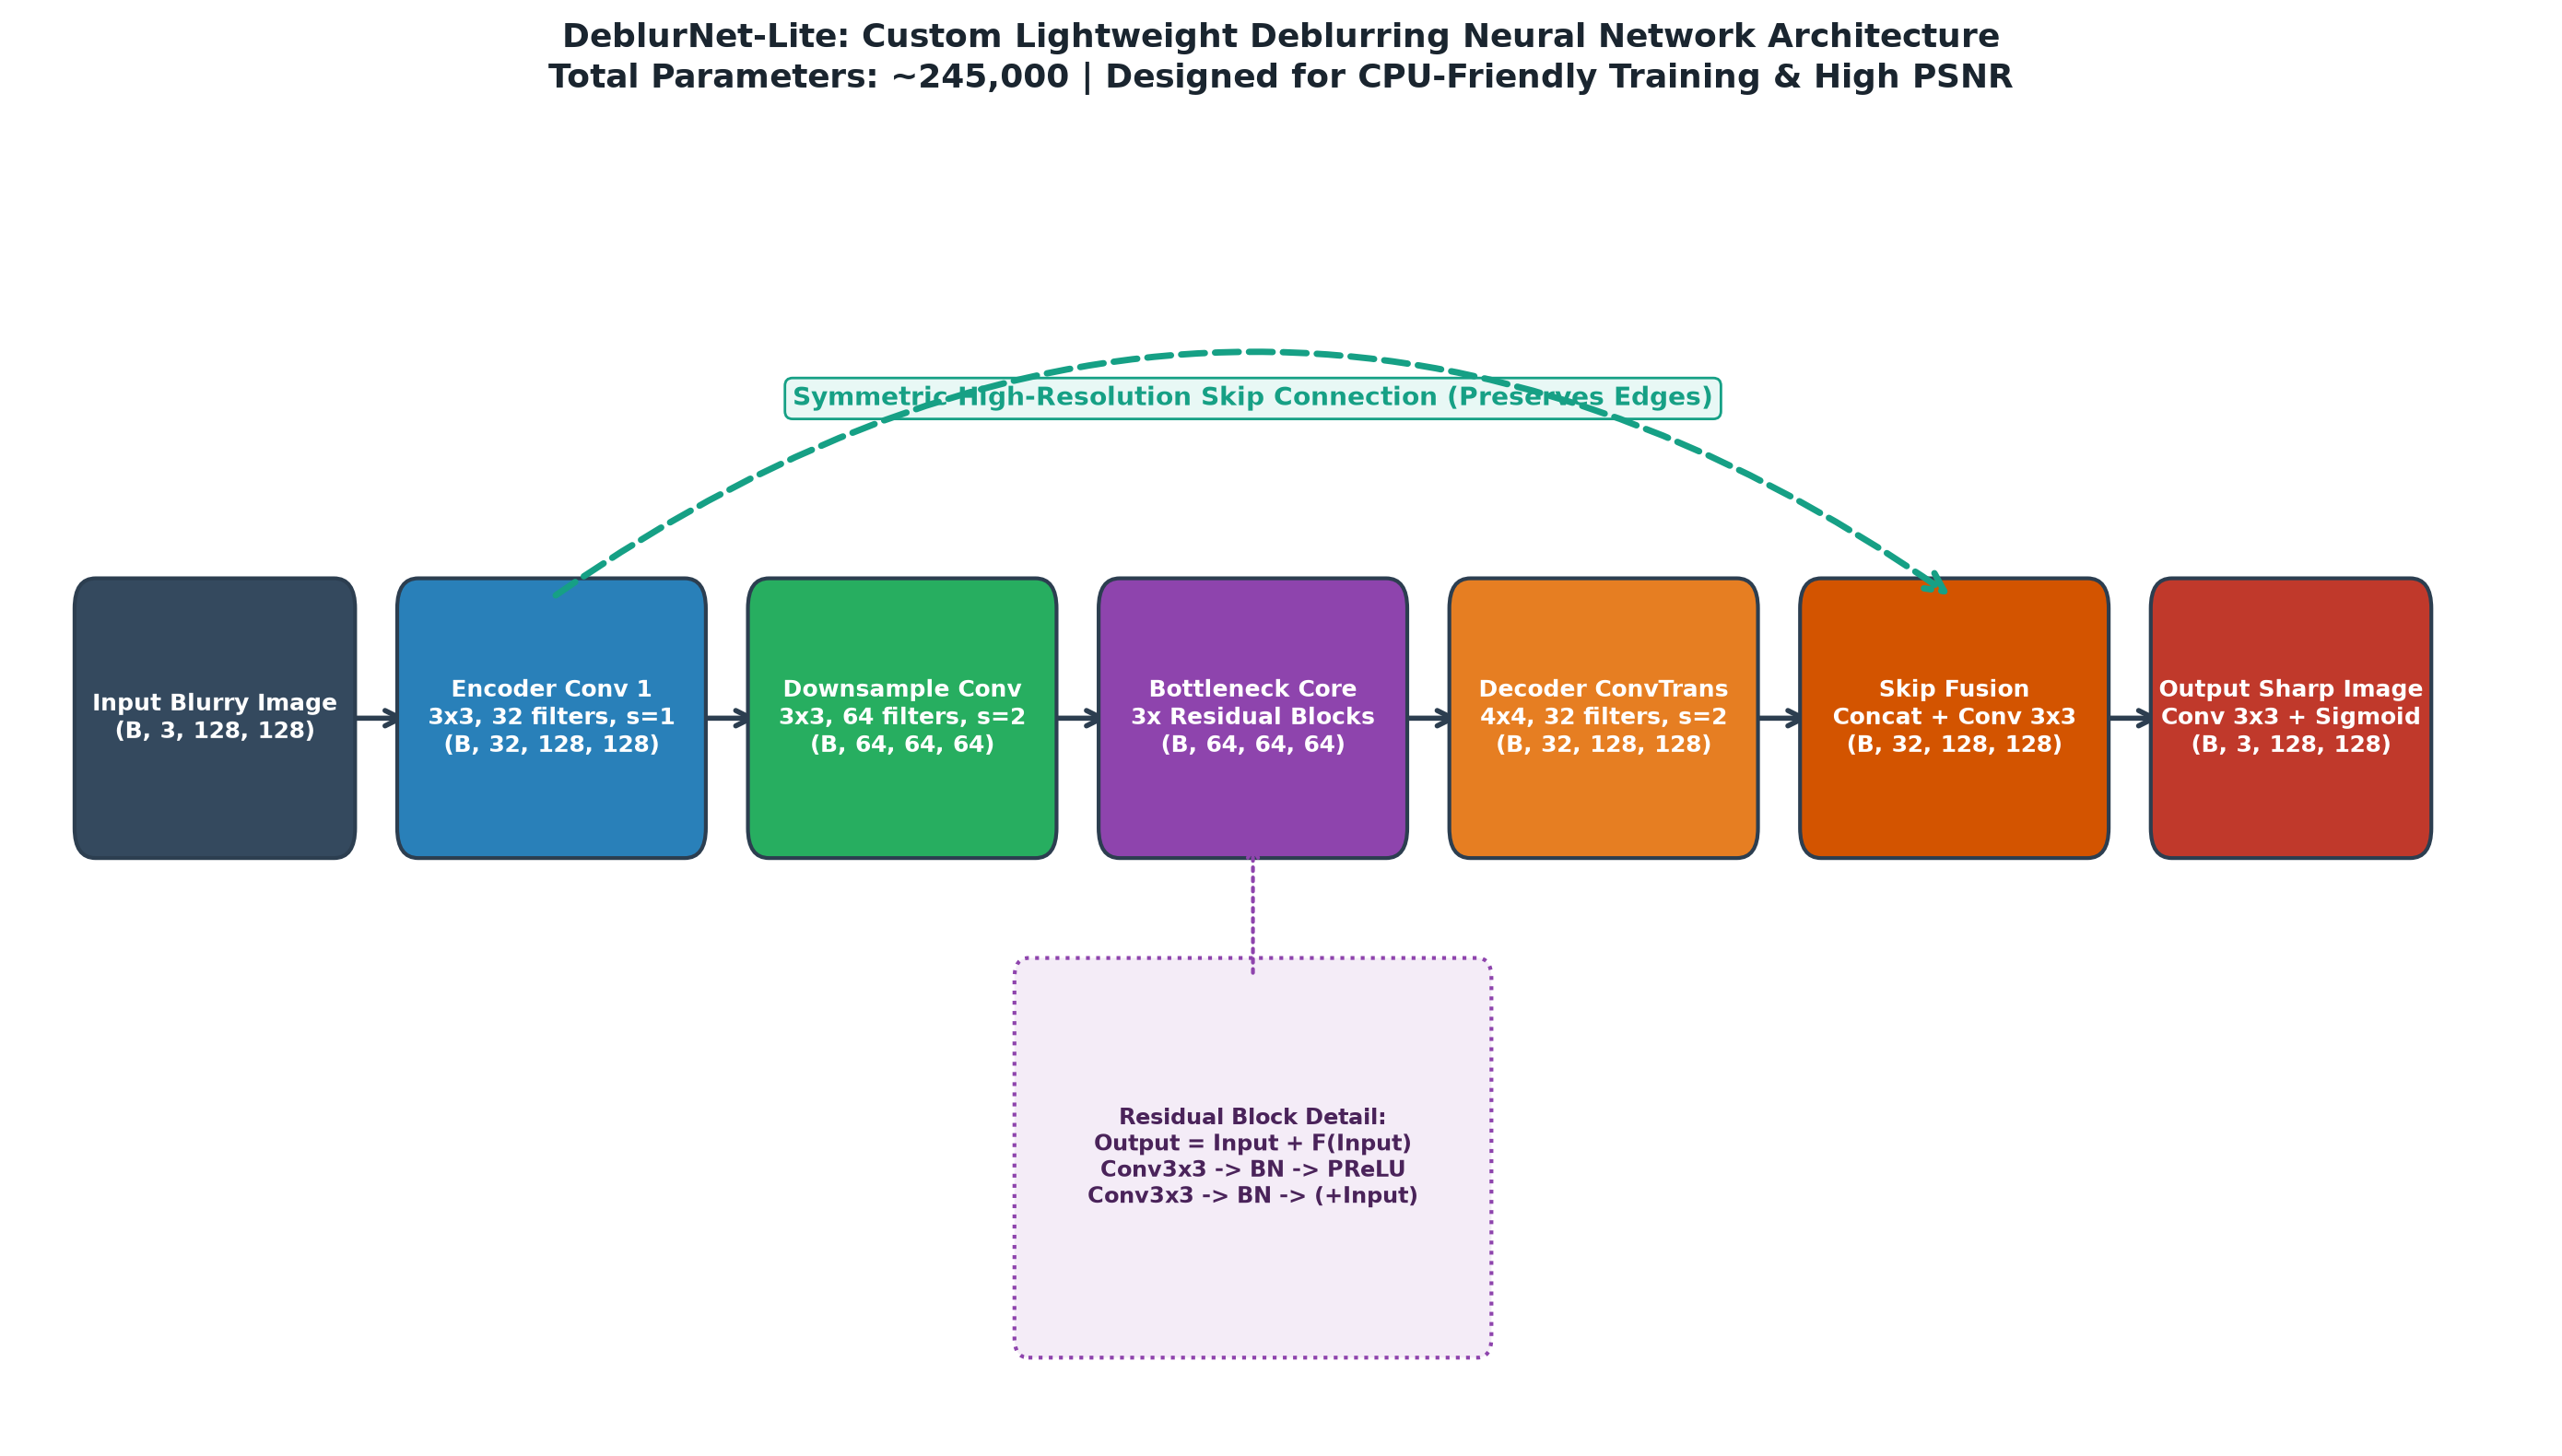 DeblurNet-Lite: Custom Lightweight Deblurring Neural Network Architecture
Total Parameters: ~245,000 | Designed for CPU-Friendly Training & High PSNR
Symmetric High-Resolution Skip Connection (Preserves Edges)
Input Blurry Image
(B, 3, 128, 128)
Encoder Conv 1
3x3, 32 filters, s=1
(B, 32, 128, 128)
Downsample Conv
3x3, 64 filters, s=2
(B, 64, 64, 64)
Bottleneck Core
3x Residual Blocks
(B, 64, 64, 64)
Decoder ConvTrans
4x4, 32 filters, s=2
(B, 32, 128, 128)
Skip Fusion
Concat + Conv 3x3
(B, 32, 128, 128)
Output Sharp Image
Conv 3x3 + Sigmoid
(B, 3, 128, 128)
Residual Block Detail:
Output = Input + F(Input)
Conv3x3 -> BN -> PReLU
Conv3x3 -> BN -> (+Input)